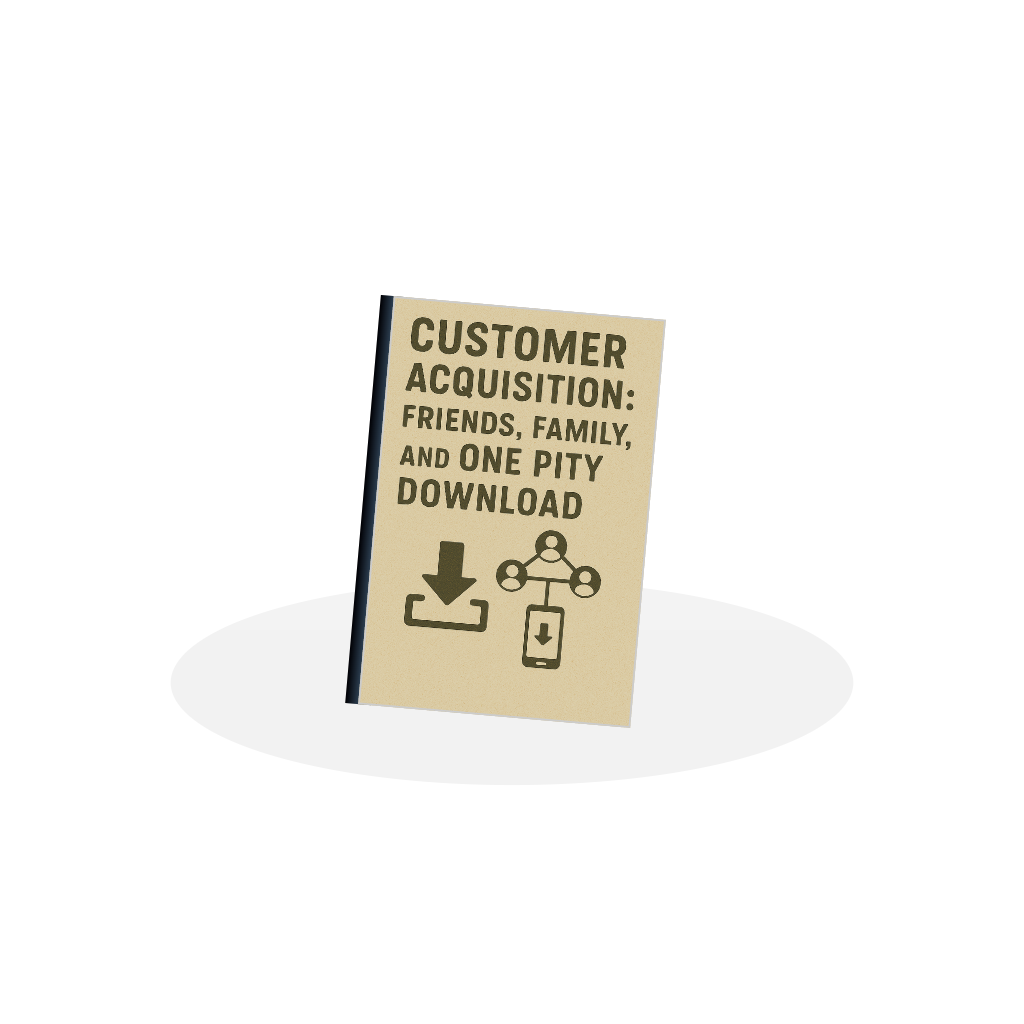 CUSTOMER
ACQUISITION:
FRIENDS, FAMILY,
AND ONE PITY
DOWNLOAD